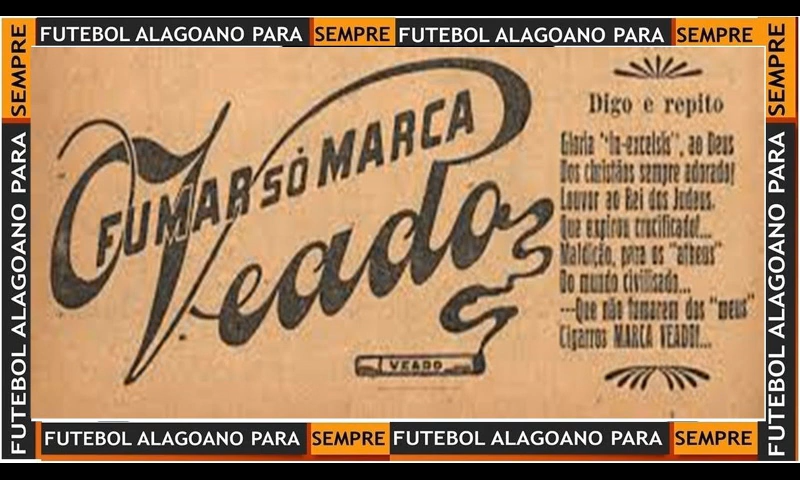 FUTEBOL ALAGOANO PARA SEMPRE FUTEBOL ALAGOANO PARA SEMPRE
FUTEBOL ALAGOANO PARA SEMPRE
FUMAR SÓ MARCA
Veado
VEADO
Digo e repito
Gloria "In-excelsis", ao Deus
Dos christãos sempre adorado!
Louvor ao Rei dos Judeus,
Que expirou crucificado!...
Maldição, para os "atheus"
Do mundo civilisado...
---Que não fumarem dos "meus"
Cigarros MARCA VEADO!...
FUTEBOL ALAGOANO PARA SEMPRE
FUTEBOL ALAGOANO PARA SEMPRE FUTEBOL ALAGOANO PARA SEMPRE